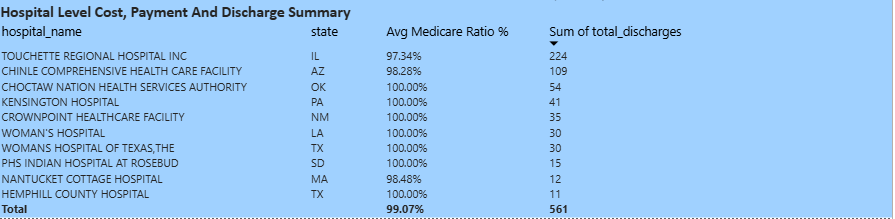 Hospital Level Cost, Payment And Discharge Summary
hospital_name state Avg Medicare Ratio % Sum of total_discharges
TOUCHETTE REGIONAL HOSPITAL INC IL 97.34% 224
CHINLE COMPREHENSIVE HEALTH CARE FACILITY AZ 98.28% 109
CHOCTAW NATION HEALTH SERVICES AUTHORITY OK 100.00% 54
KENSINGTON HOSPITAL PA 100.00% 41
CROWNPOINT HEALTHCARE FACILITY NM 100.00% 35
WOMAN'S HOSPITAL LA 100.00% 30
WOMANS HOSPITAL OF TEXAS,THE TX 100.00% 30
PHS INDIAN HOSPITAL AT ROSEBUD SD 100.00% 15
NANTUCKET COTTAGE HOSPITAL MA 98.48% 12
HEMPHILL COUNTY HOSPITAL TX 100.00% 11
Total 99.07% 561